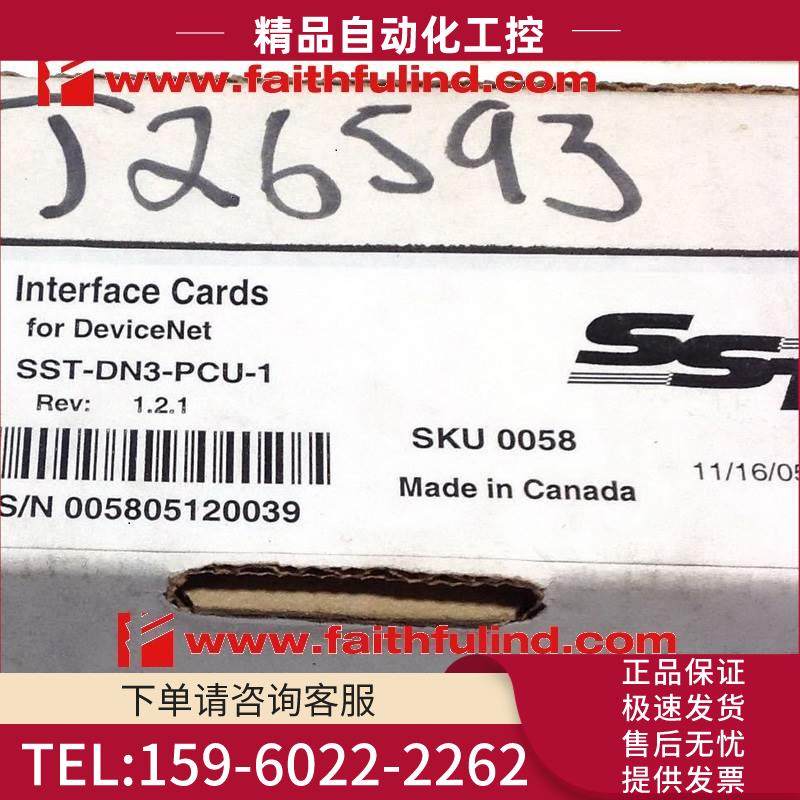 精品自动化工控
www.faithfulind.com
J26593
Interface Cards
for DeviceNet
SST-DN3-PCU-1
Rev: 1.2.1
SST
SKU 0058
11/16/05
Made in Canada
S/N 005805120039
www.faithfulind.com
下单请咨询客服
TEL:159-6022-2262
正品保证
极速发货
售后无忧
提供发票